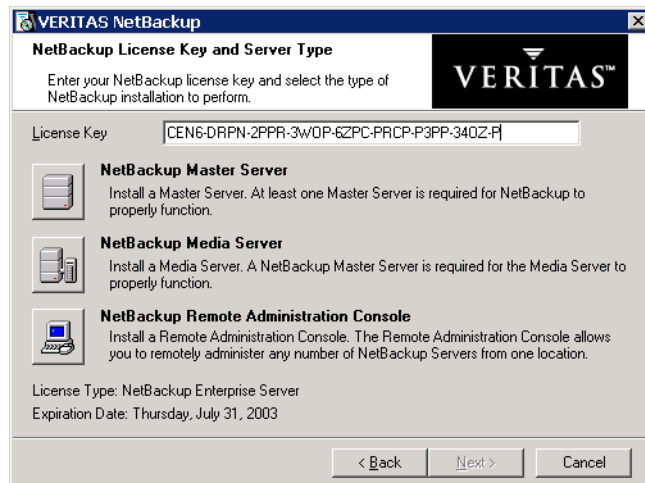 VERITAS NetBackup
NetBackup License Key and Server Type
Enter your NetBackup license key and select the type of
NetBackup installation to perform.
VERITAS™
License Key
CEN6-DRPN-2PPR-3WOP-6ZPC-PRCP-P3PP-34OZ-P
NetBackup Master Server
Install a Master Server. At least one Master Server is required for NetBackup to
properly function.
NetBackup Media Server
Install a Media Server. A NetBackup Master Server is required for the Media Server to
properly function.
NetBackup Remote Administration Console
Install a Remote Administration Console. The Remote Administration Console allows
you to remotely administer any number of NetBackup Servers from one location.
License Type: NetBackup Enterprise Server
Expiration Date: Thursday, July 31, 2003
< Back
Next >
Cancel